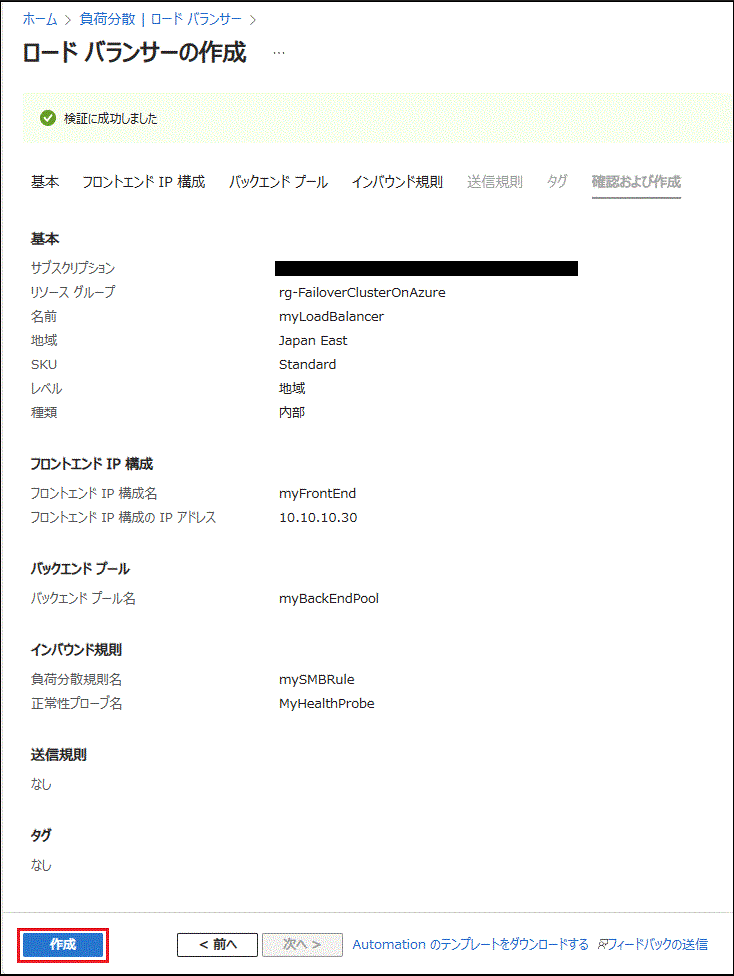 ホーム > 負荷分散 | ロード バランサー >
ロード バランサーの作成 …
検証に成功しました
基本 フロントエンド IP 構成 バックエンド プール インバウンド規則 送信規則 タグ 確認および作成
基本
サブスクリプション
リソース グループ rg-FailoverClusterOnAzure
名前 myLoadBalancer
地域 Japan East
SKU Standard
レベル 地域
種類 内部
フロントエンド IP 構成
フロントエンド IP 構成名 myFrontEnd
フロントエンド IP 構成の IP アドレス 10.10.10.30
バックエンド プール
バックエンド プール名 myBackEndPool
インバウンド規則
負荷分散規則名 mySMBRule
正常性プローブ名 MyHealthProbe
送信規則
なし
タグ
なし
作成 < 前へ 次へ > Automation のテンプレートをダウンロードする フィードバックの送信